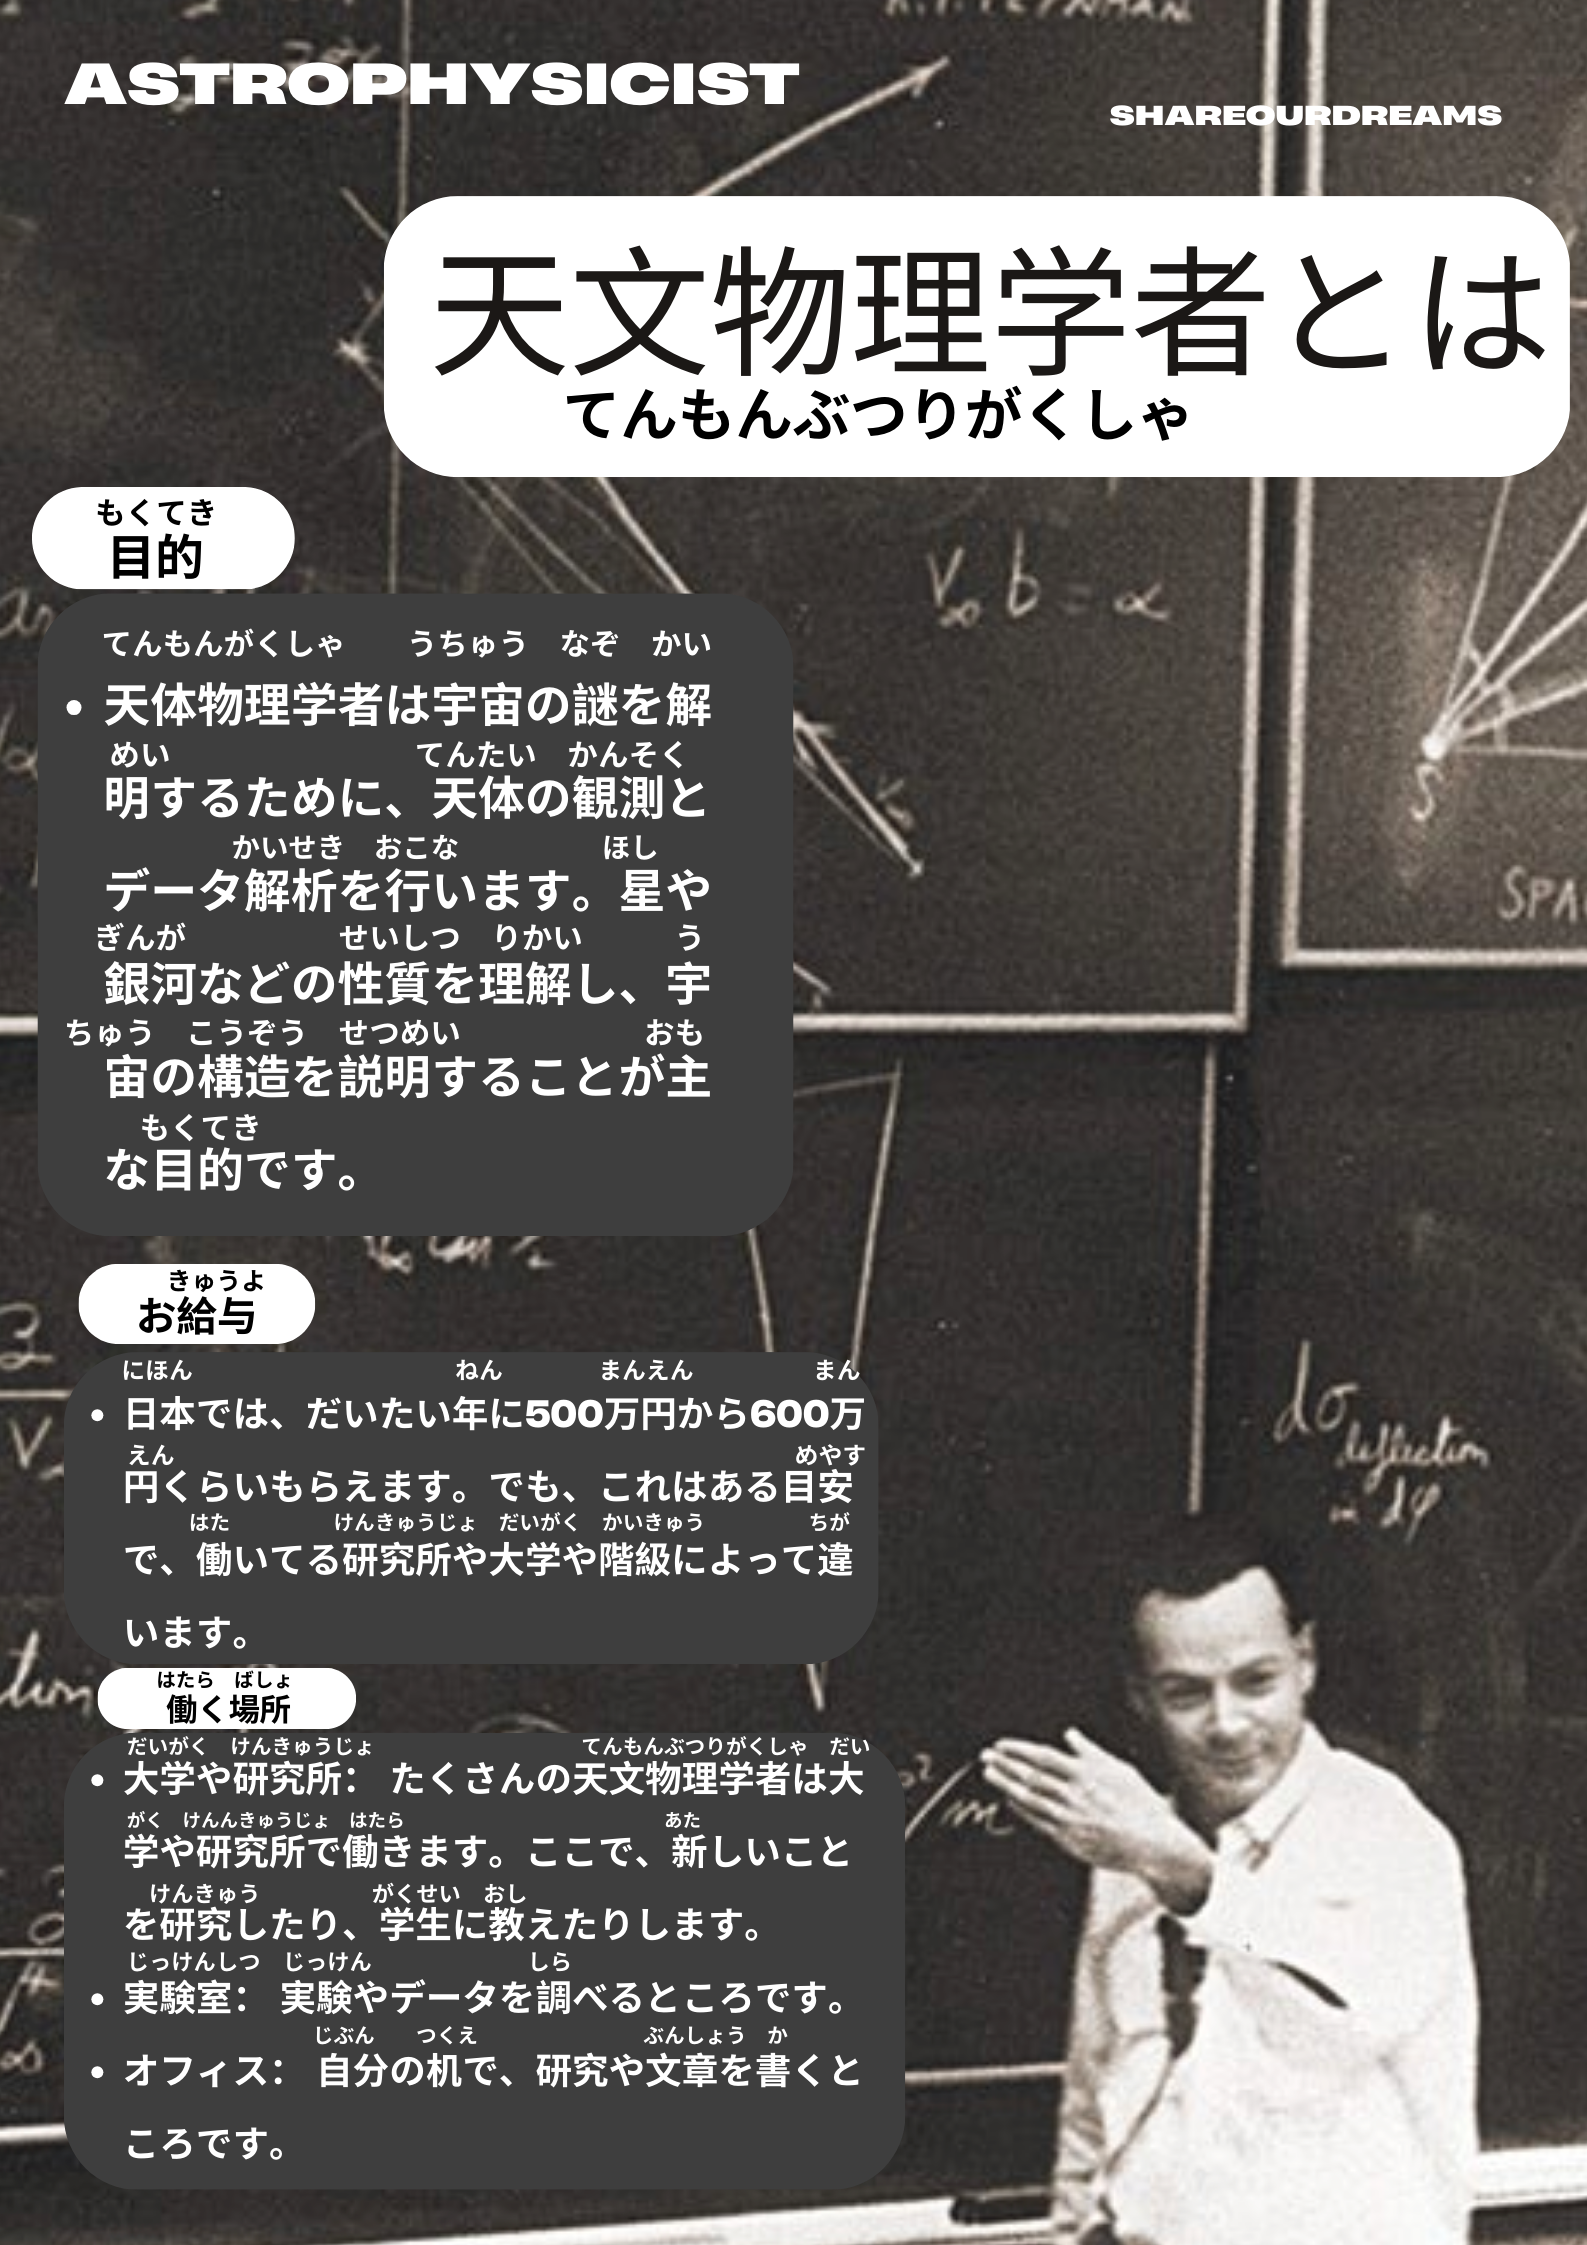 R.P. FEYNMAN
ASTROPHYSICIST
SHAREOURDREAMS
天文物理学者とは
てんもんぶつりがくしゃ
もくてき
目的
V∞ b = α
てんもんがくしゃ　うちゅう　なぞ　かい
• 天体物理学者は宇宙の謎を解
めい　てんたい　かんそく
明するために、天体の観測と
かいせき　おこな　ほし
データ解析を行います。星や
ぎんが　せいしつ　りかい　う
銀河などの性質を理解し、宇
ちゅう　こうぞう　せつめい　おも
宙の構造を説明することが主
もくてき
な目的です。
S
SPA
きゅうよ
お給与
にほん　ねん　まんえん　まん
• 日本では、だいたい年に500万円から600万
えん　めやす
円くらいもらえます。でも、これはある目安
はた　けんきゅうじょ　だいがく　かいきゅう　ちが
で、働いてる研究所や大学や階級によって違
います。
dσ deflection
in dφ
はたら　ばしょ
働く場所
だいがく　けんきゅうじょ　てんもんぶつりがくしゃ　だい
• 大学や研究所： たくさんの天文物理学者は大
がく　けんんきゅうじょ　はたら　あた
学や研究所で働きます。ここで、新しいこと
けんきゅう　がくせい　おし
を研究したり、学生に教えたりします。
じっけんしつ　じっけん　しら
• 実験室： 実験やデータを調べるところです。
じぶん　つくえ　ぶんしょう　か
• オフィス： 自分の机で、研究や文章を書くと
ころです。